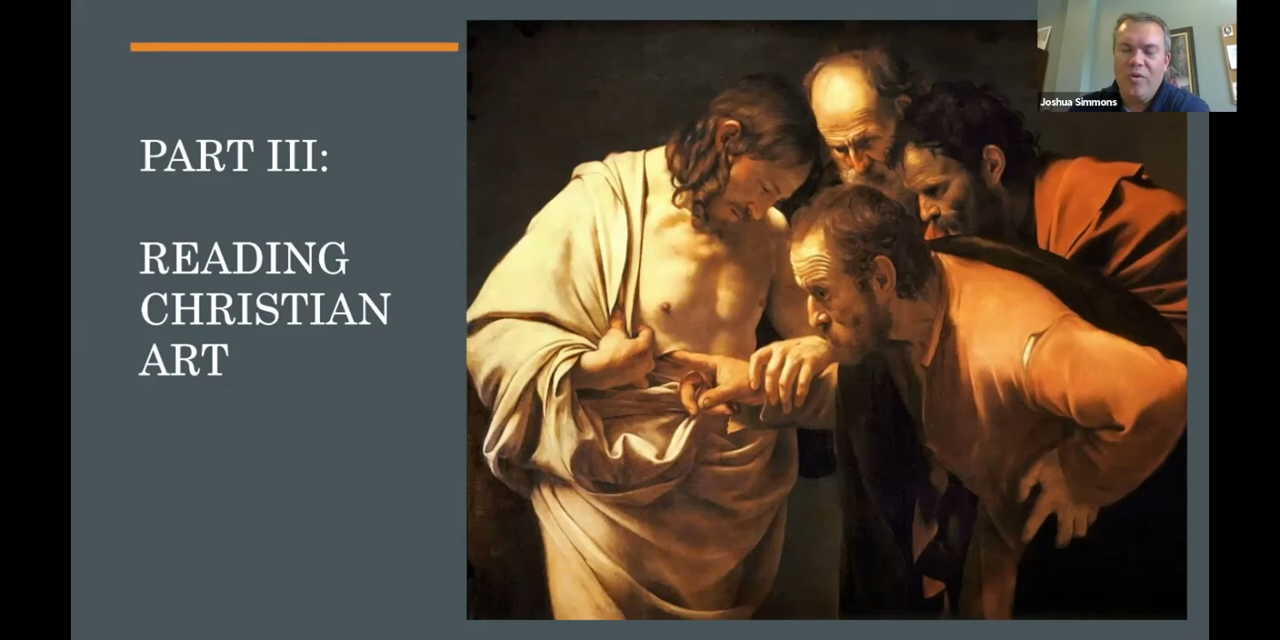 PART III:
READING
CHRISTIAN
ART
Joshua Simmons